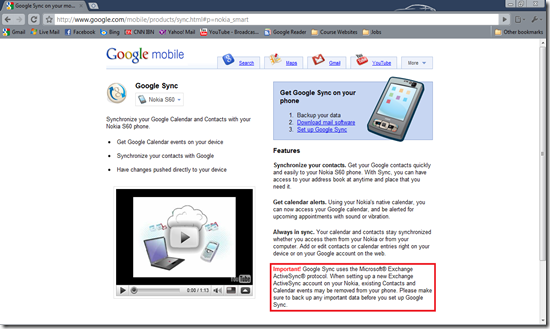 Google Sync on your mo...
http://www.google.com/mobile/products/sync.html#p=nokia_smart
Gmail Live Mail Facebook Bing CNN IBN Yahoo! Mail YouTube - Broadcas... Google Reader Course Websites Jobs Other bookmarks
Google mobile
Search Maps Gmail YouTube More
Google Sync
Nokia S60
Synchronize your Google Calendar and Contacts with your
Nokia S60 phone.
Get Google Calendar events on your device
Synchronize your contacts with Google
Have changes pushed directly to your device
YouTube
0:00 / 1:13
Get Google Sync on your
phone
1. Backup your data
2. Download mail software
3. Set up Google Sync
Features
Synchronize your contacts. Get your Google contacts quickly
and easily to your Nokia S60 phone. With Sync, you can have
access to your address book at anytime and place that you
need it.
Get calendar alerts. Using your Nokia's native calendar, you
can now access your Google calendar, and be alerted for
upcoming appointments with sound or vibration.
Always in sync. Your calendar and contacts stay synchronized
whether you access them from your Nokia or from your
computer. Add or edit contacts or calendar entries right on your
device or on your Google account on the web.
Important! Google Sync uses the Microsoft® Exchange
ActiveSync® protocol. When setting up a new Exchange
ActiveSync account on your Nokia, existing Contacts and
Calendar events may be removed from your phone. Please make
sure to back up any important data before you set up Google
Sync.